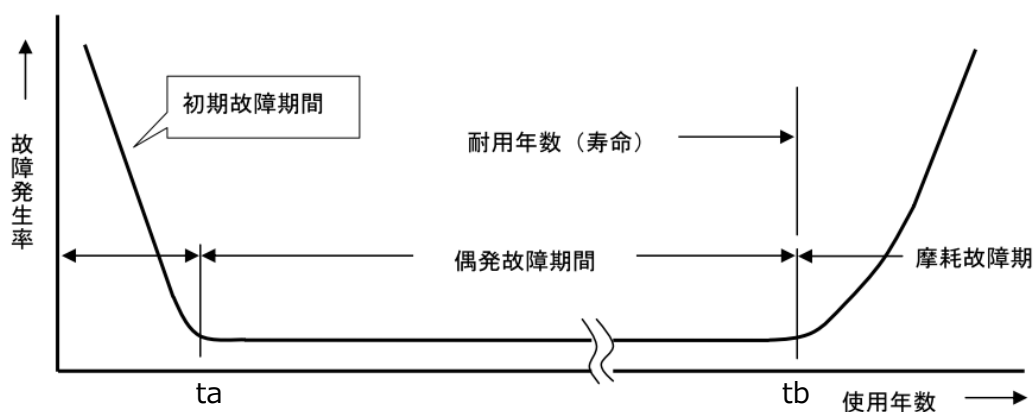 初期故障期間
耐用年数（寿命）
故障発生率
偶発故障期間
摩耗故障期
ta
tb
使用年数